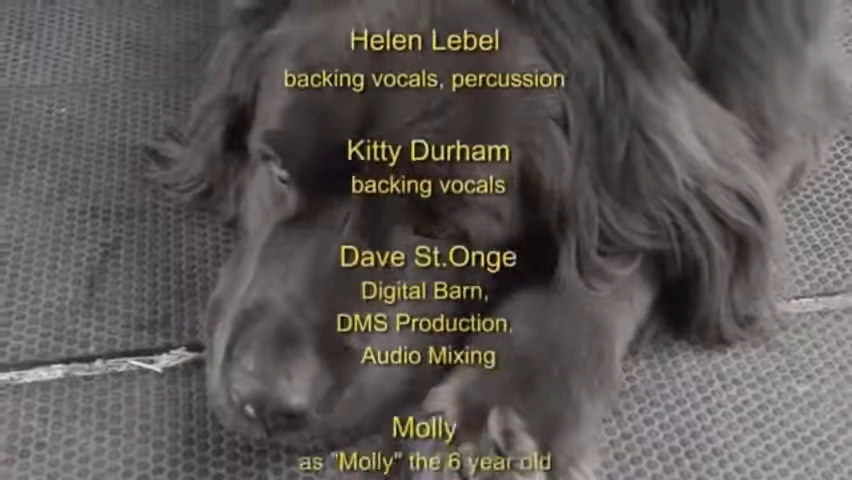 Helen Lebel
backing vocals, percussion
Kitty Durham
backing vocals
Dave St.Onge
Digital Barn,
DMS Production,
Audio Mixing
Molly
as "Molly" the 6 year old